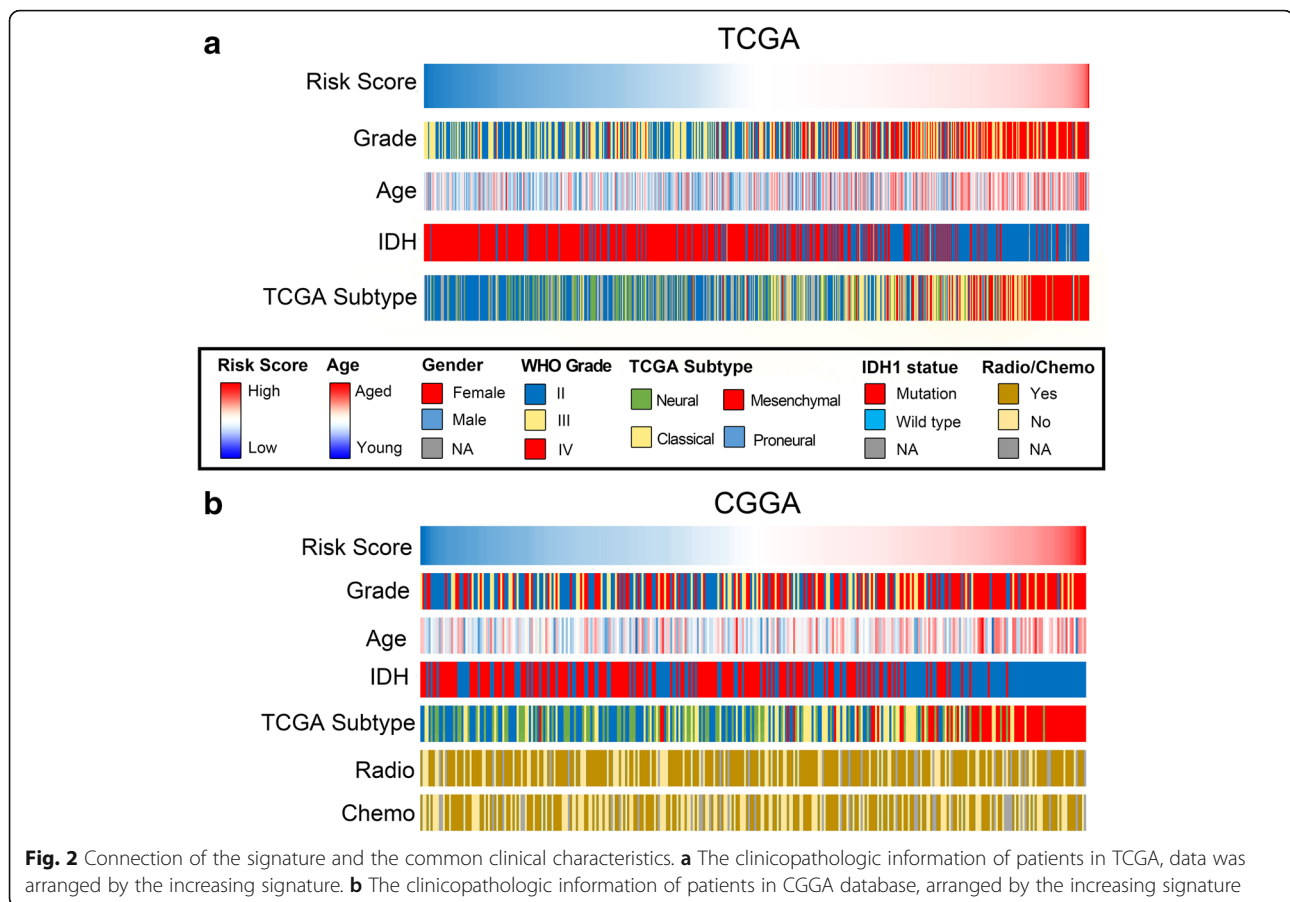 a
TCGA
Risk Score
Grade
Age
IDH
TCGA Subtype
Risk Score
High
Low
Age
Aged
Young
Gender
Female
Male
NA
WHO Grade
II
III
IV
TCGA Subtype
Neural
Mesenchymal
Classical
Proneural
IDH1 statue
Mutation
Wild type
NA
Radio/Chemo
Yes
No
NA
b
CGGA
Risk Score
Grade
Age
IDH
TCGA Subtype
Radio
Chemo
Fig. 2 Connection of the signature and the common clinical characteristics. a The clinicopathologic information of patients in TCGA, data was
arranged by the increasing signature. b The clinicopathologic information of patients in CGGA database, arranged by the increasing signature